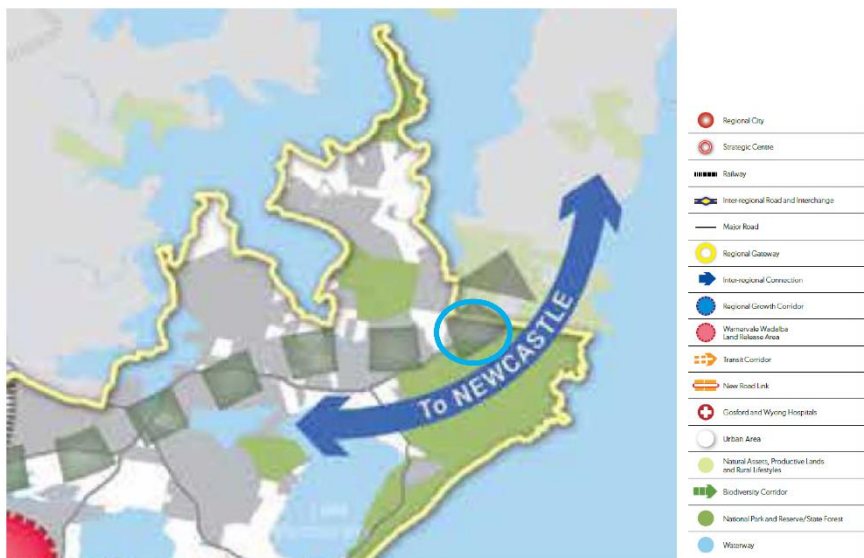 To NEWCASTLE
Regional City
Strategic Centre
Railway
Inter-regional Road and Interchange
Major Road
Regional Gateway
Inter-regional Connection
Regional Growth Corridor
Warnervale Wadalba
Land Release Area
Transit Corridor
New Road Link
Gosford and Wyong Hospitals
Urban Area
Natural Assets, Productive Lands
and Rural Lifestyles
Biodiversity Corridor
National Park and Reserve/State Forest
Waterway